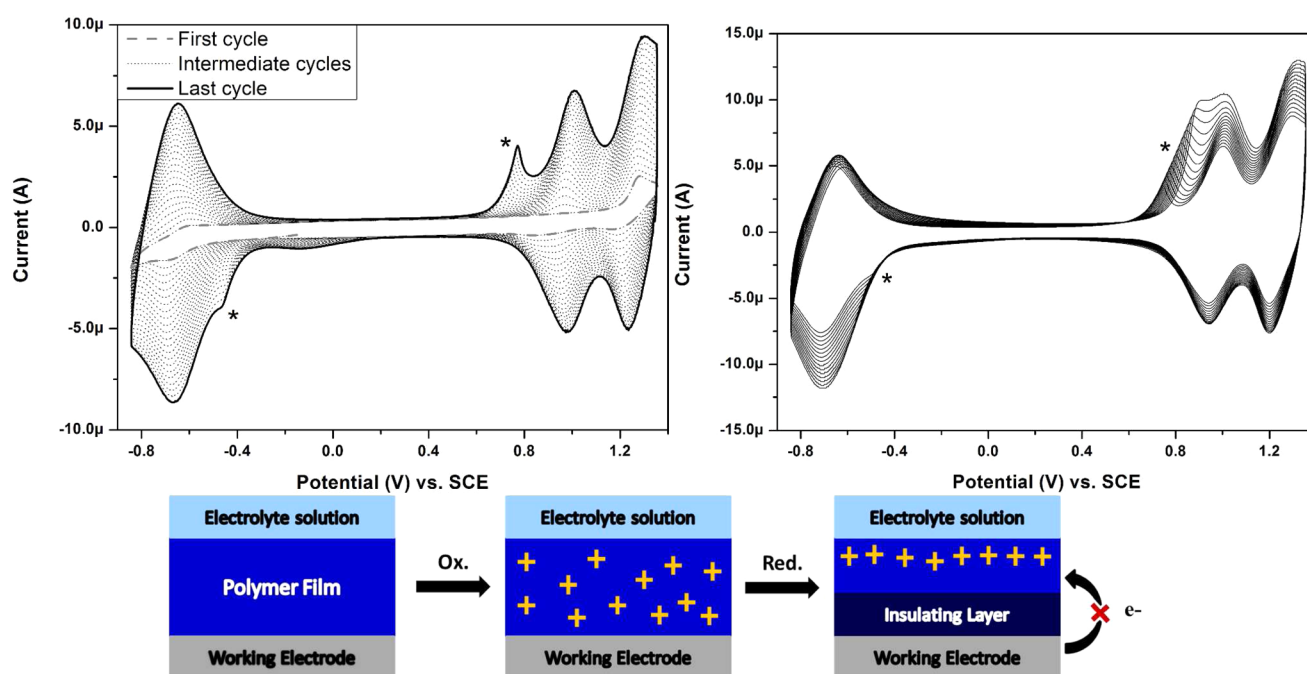 10.0μ
5.0μ
0.0
-5.0μ
-10.0μ
Current (A)
First cycle
Intermediate cycles
Last cycle
*
*
-0.8 -0.4 0.0 0.4 0.8 1.2
Potential (V) vs. SCE
15.0μ
10.0μ
5.0μ
0.0
-5.0μ
-10.0μ
-15.0μ
Current (A)
*
*
-0.8 -0.4 0.0 0.4 0.8 1.2
Potential (V) vs. SCE
Electrolyte solution
Polymer Film
Working Electrode
Ox.
Electrolyte solution
+ + + + + + + + + + + +
Working Electrode
Red.
Electrolyte solution
+ + + + + + + +
Insulating Layer
Working Electrode
e-